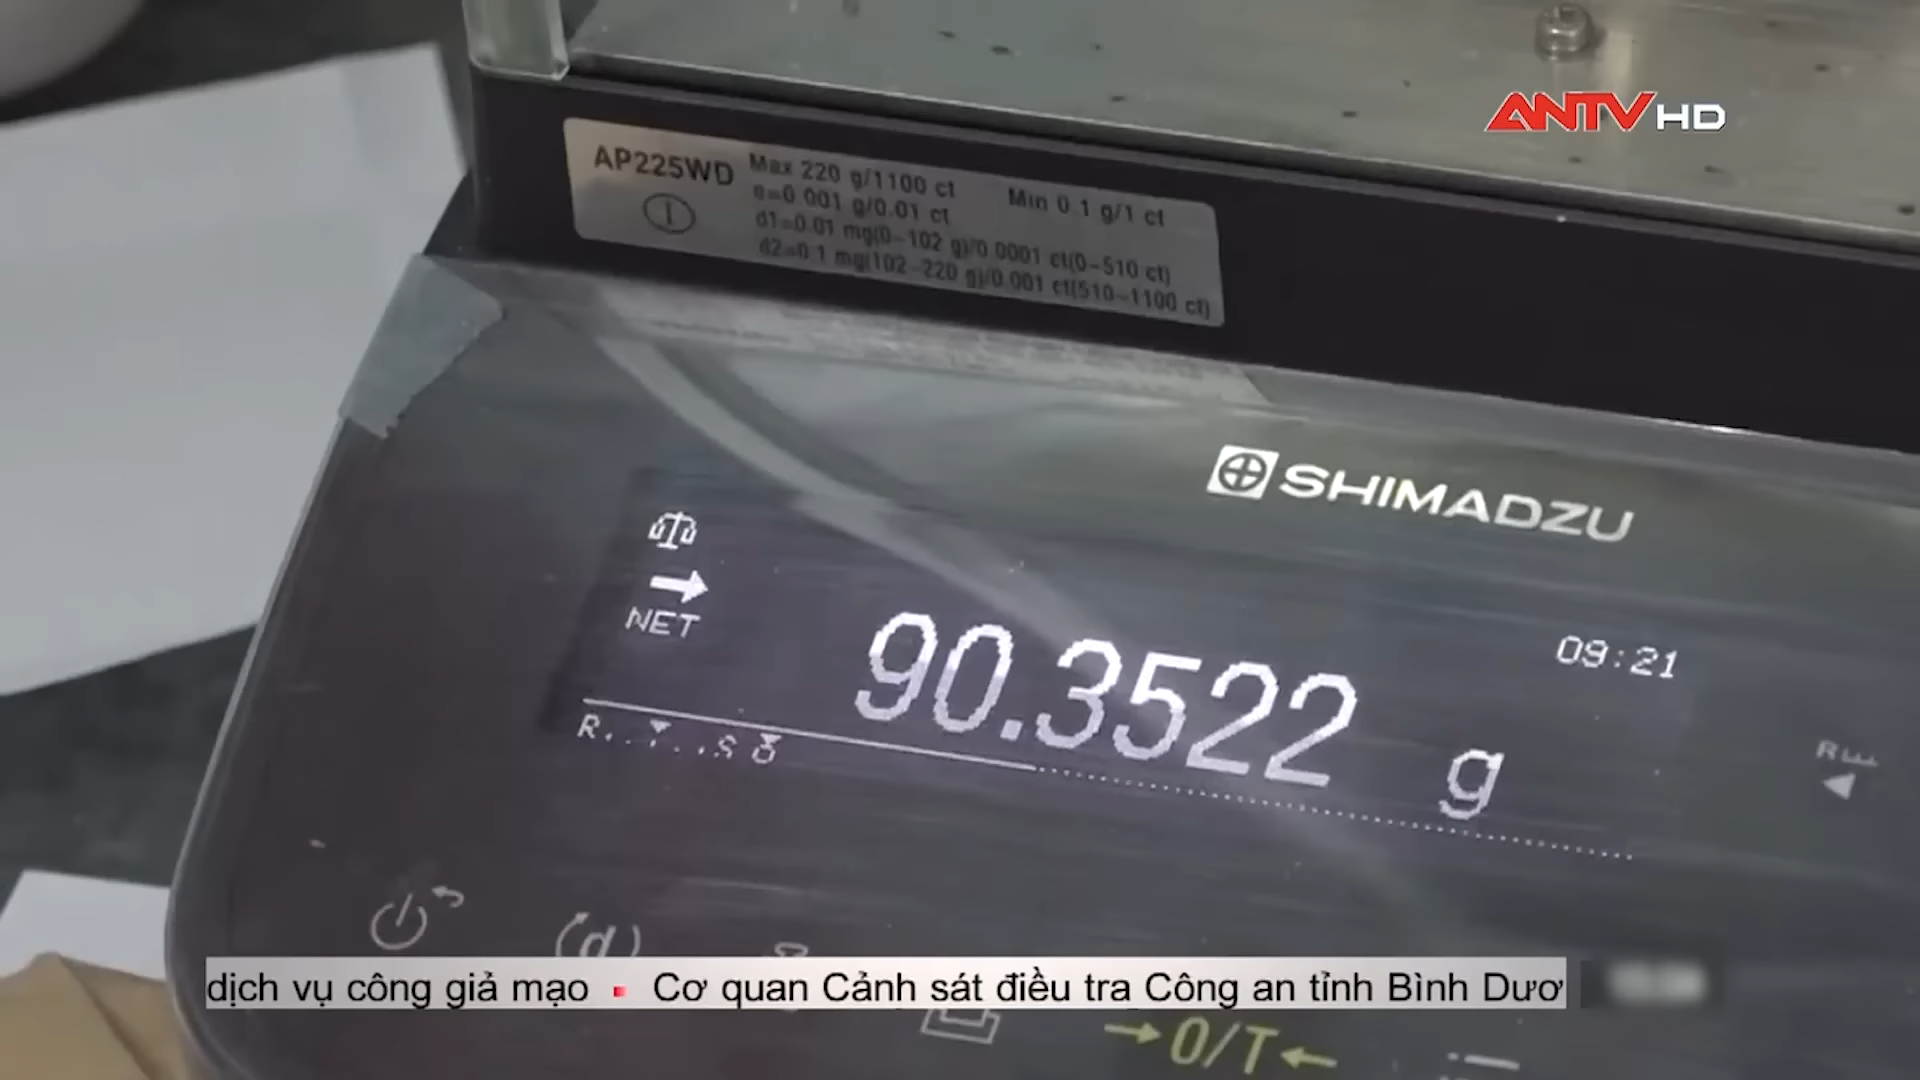 ANTV HD
AP225WD
Max 220 g/1100 ct Min 0.1 g/1 ct
e=0.001 g/0.01 ct
d1=0.01 mg(0-102 g)/0.0001 ct(0-510 ct)
d2=0.1 mg(102-220 g)/0.001 ct(510-1100 ct)
SHIMADZU
NET
09:21
90.3522 g
R S
d
dịch vụ công giả mạo ▪ Cơ quan Cảnh sát điều tra Công an tỉnh Bình Dươ
→0/T←